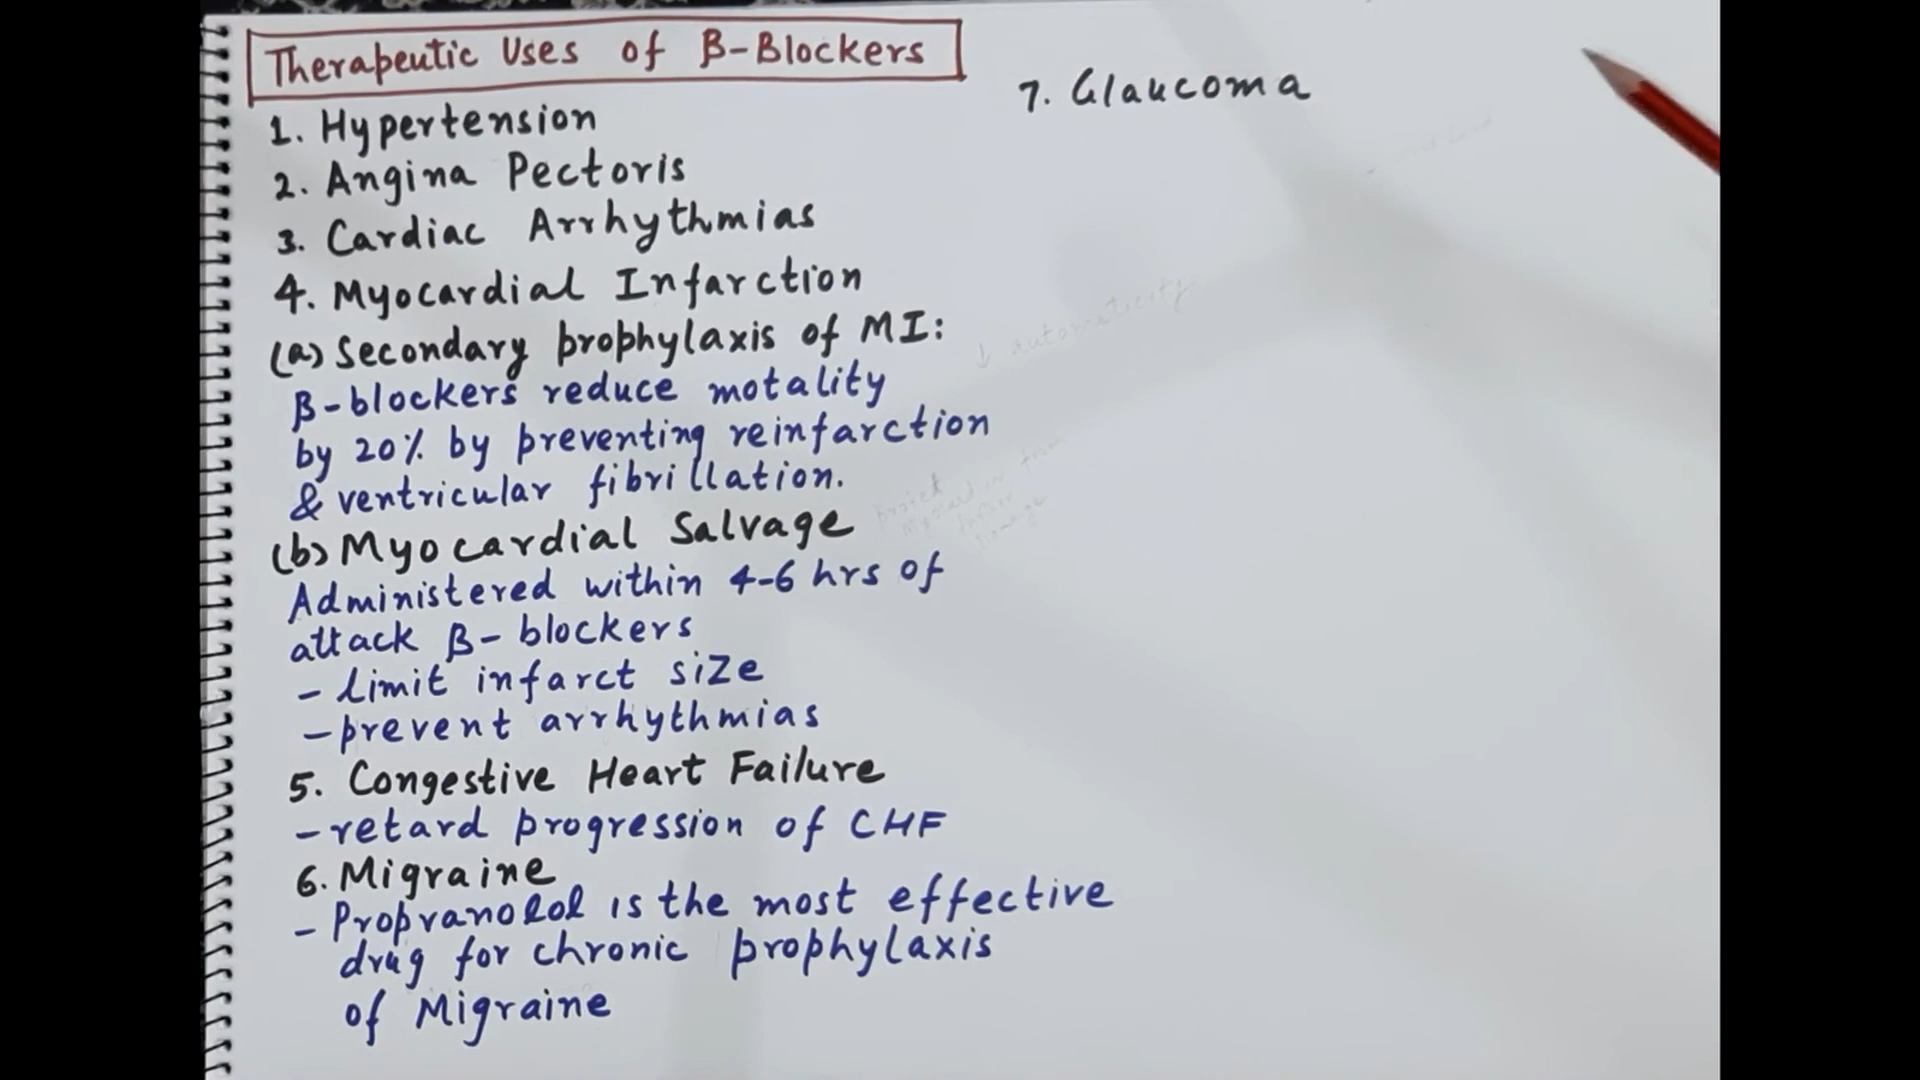 Therapeutic Uses of β-Blockers
1. Hypertension
2. Angina Pectoris
3. Cardiac Arrhythmias
4. Myocardial Infarction
(a) Secondary prophylaxis of MI:
β-blockers reduce motality
by 20% by preventing reinfarction
& ventricular fibrillation.
(b) Myocardial Salvage
Administered within 4-6 hrs of
attack β-blockers
- limit infarct size
- prevent arrhythmias
5. Congestive Heart Failure
- retard progression of CHF
6. Migraine
- Propranolol is the most effective
drug for chronic prophylaxis
of Migraine
7. Glaucoma
↓ automaticity